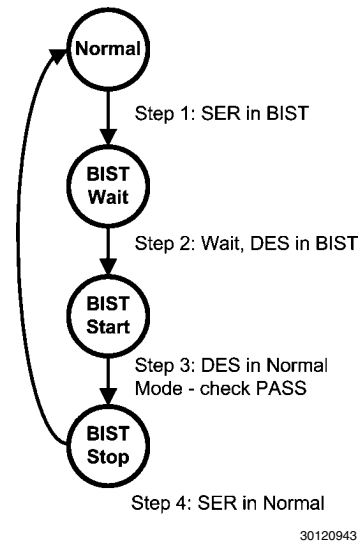 Normal
Step 1: SER in BIST
BIST
Wait
Step 2: Wait, DES in BIST
BIST
Start
Step 3: DES in Normal
Mode - check PASS
BIST
Stop
Step 4: SER in Normal
30120943